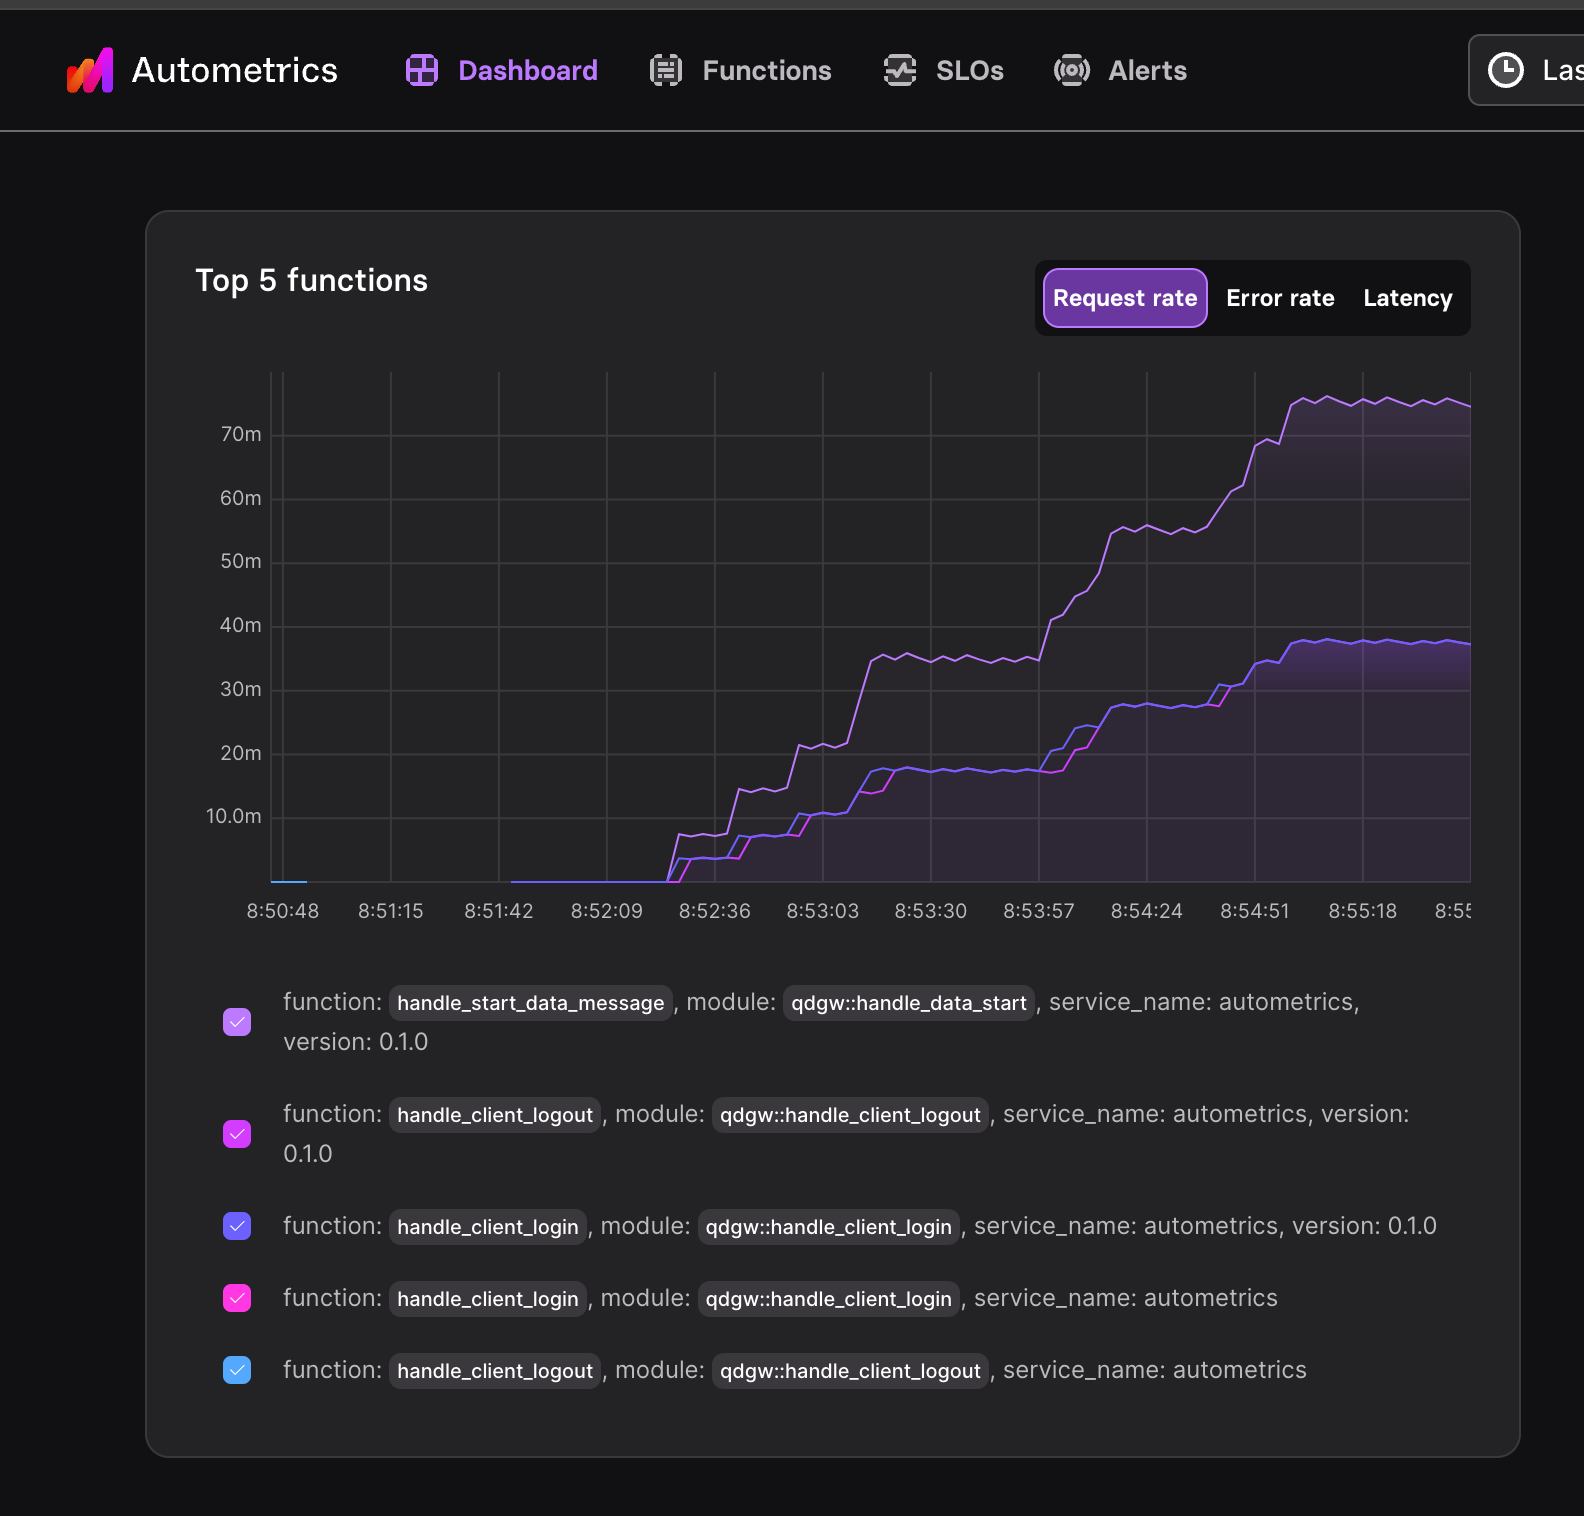 Autometrics
Dashboard
Functions
SLOs
Alerts
Las
Top 5 functions
Request rate
Error rate
Latency
70m
60m
50m
40m
30m
20m
10.0m
8:50:48 8:51:15 8:51:42 8:52:09 8:52:36 8:53:03 8:53:30 8:53:57 8:54:24 8:54:51 8:55:18 8:55
function: handle_start_data_message, module: qdgw::handle_data_start, service_name: autometrics,
version: 0.1.0
function: handle_client_logout, module: qdgw::handle_client_logout, service_name: autometrics, version:
0.1.0
function: handle_client_login, module: qdgw::handle_client_login, service_name: autometrics, version: 0.1.0
function: handle_client_login, module: qdgw::handle_client_login, service_name: autometrics
function: handle_client_logout, module: qdgw::handle_client_logout, service_name: autometrics